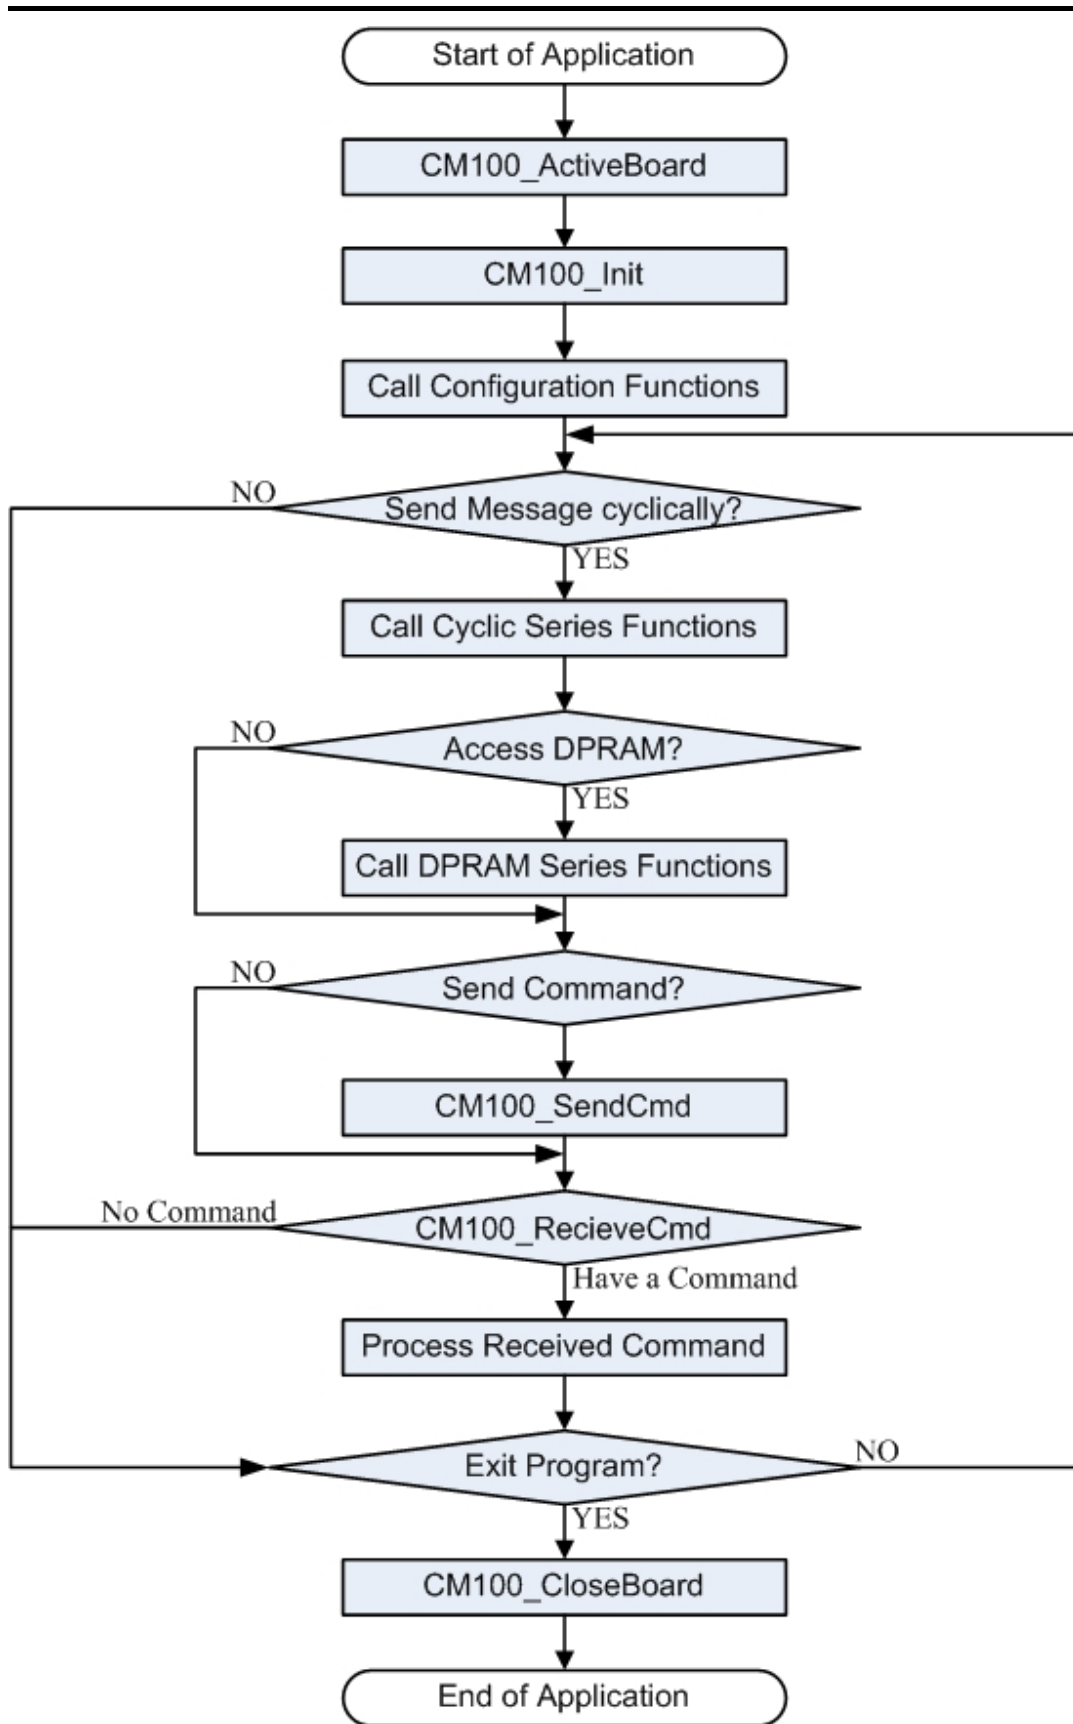 Start of Application
CM100_ActiveBoard
CM100_Init
Call Configuration Functions
NO
Send Message cyclically?
YES
Call Cyclic Series Functions
NO
Access DPRAM?
YES
Call DPRAM Series Functions
NO
Send Command?
CM100_SendCmd
No Command
CM100_RecieveCmd
Have a Command
Process Received Command
Exit Program?
NO
YES
CM100_CloseBoard
End of Application